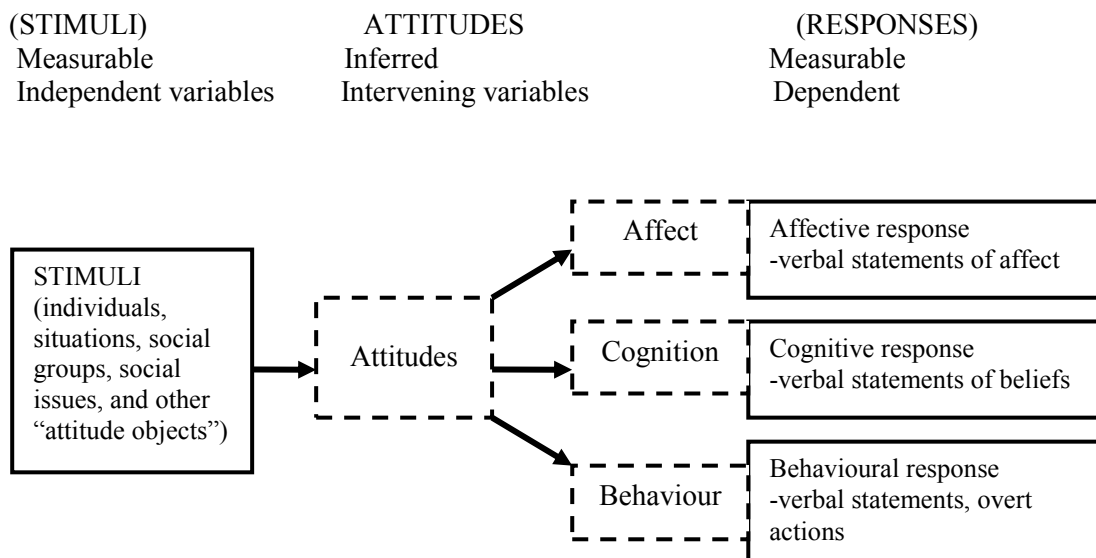 (STIMULI) ATTITUDES (RESPONSES)
Measurable Inferred Measurable
Independent variables Intervening variables Dependent
STIMULI
(individuals,
situations, social
groups, social
issues, and other
“attitude objects”)
Attitudes
Affect
Affective response
-verbal statements of affect
Cognition
Cognitive response
-verbal statements of beliefs
Behaviour
Behavioural response
-verbal statements, overt
actions